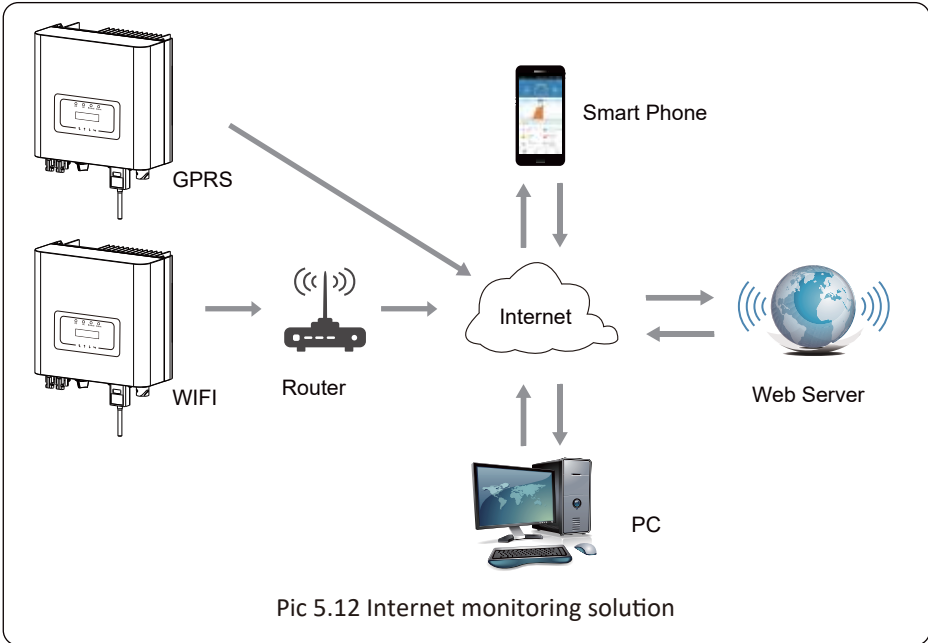 Smart Phone
GPRS
Internet
WIFI
Router
Web Server
PC
Pic 5.12 Internet monitoring solution